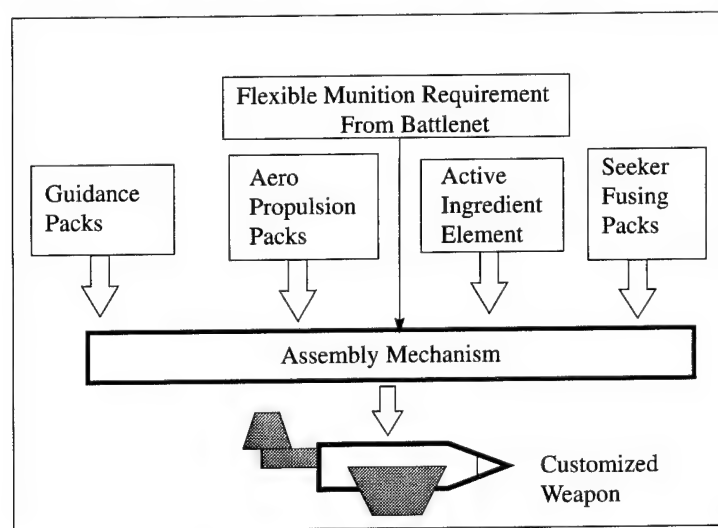 Flexible Munition Requirement
From Battlenet
Guidance
Packs
Aero
Propulsion
Packs
Active
Ingredient
Element
Seeker
Fusing
Packs
Assembly Mechanism
Customized
Weapon